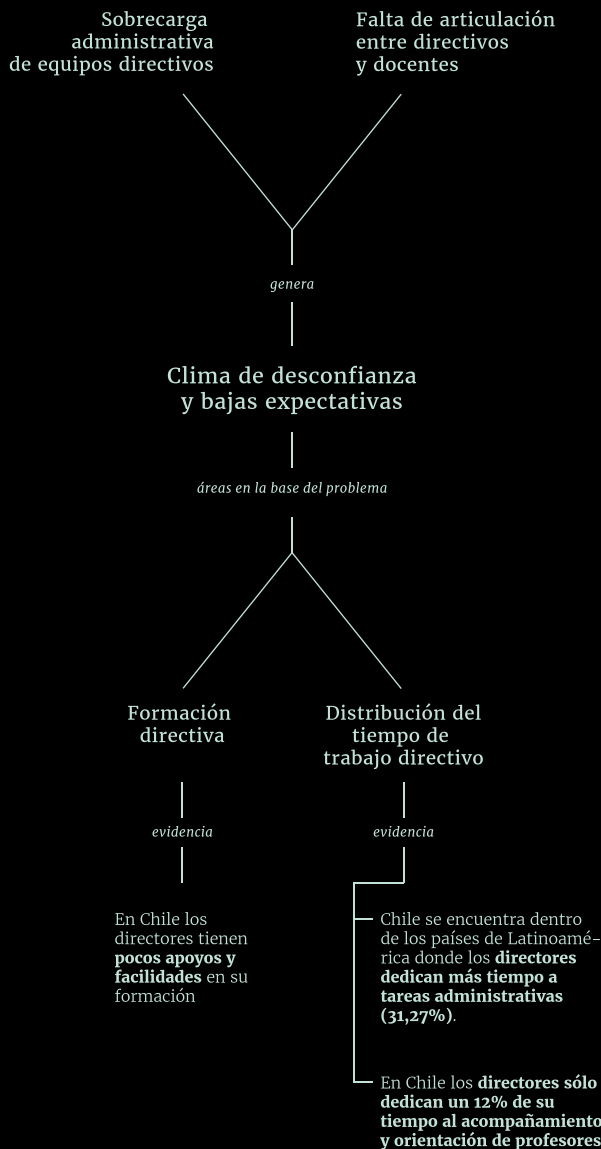 Sobrecarga
administrativa
de equipos directivos
Falta de articulación
entre directivos
y docentes
genera
Clima de desconfianza
y bajas expectativas
áreas en la base del problema
Formación
directiva
Distribución del
tiempo de
trabajo directivo
evidencia
evidencia
En Chile los
directores tienen
pocos apoyos y
facilidades en su
formación
Chile se encuentra dentro
de los países de Latinoamé-
rica donde los directores
dedican más tiempo a
tareas administrativas
(31,27%).
En Chile los directores sólo
dedican un 12% de su
tiempo al acompañamiento
y orientación de profesores